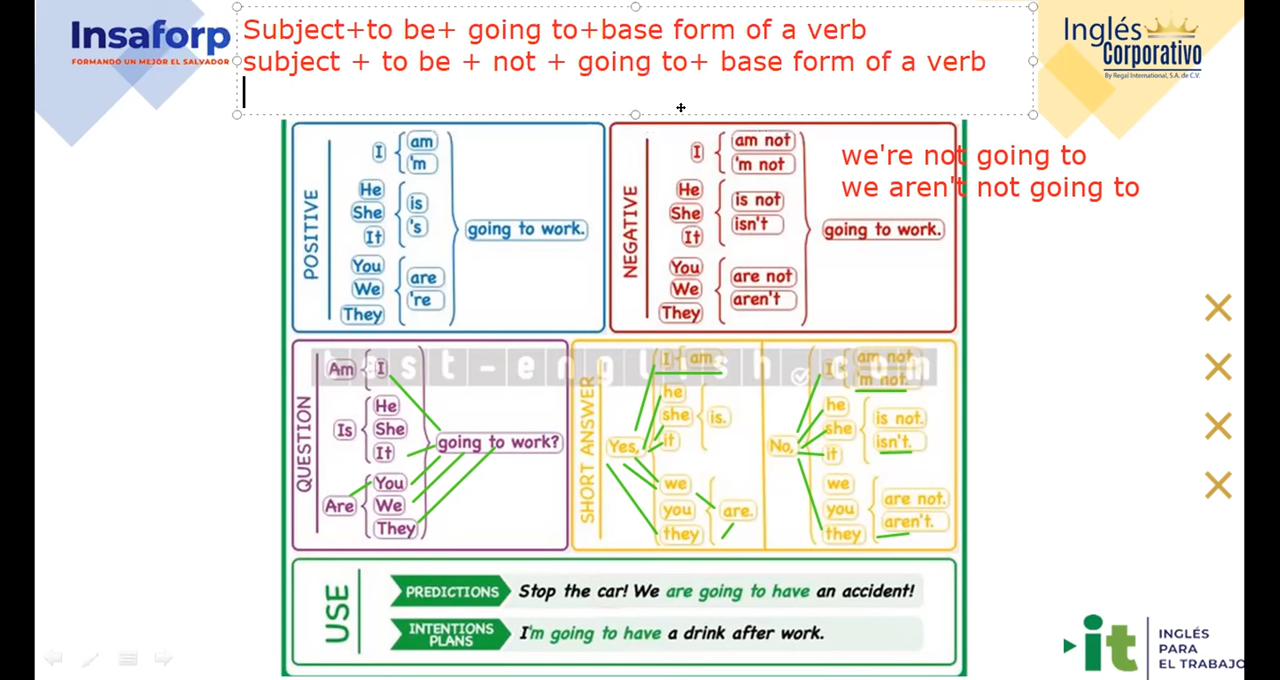 Insaforp
FORMANDO UN MEJOR EL SALVADOR
Subject+to be+ going to+base form of a verb
subject + to be + not + going to+ base form of a verb
Inglés
Corporativo
By Regal International, S.A. de C.V.
POSITIVE
I
am
'm
He
She
It
is
's
You
We
They
are
're
going to work.
NEGATIVE
I
am not
'm not
He
She
It
is not
isn't
You
We
They
are not
aren't
going to work.
we're not going to
we aren't not going to
QUESTION
Am
I
Is
He
She
It
Are
You
We
They
going to work?
test-english.com
SHORT ANSWER
Yes,
I
am
he
she
it
is.
we
you
they
are.
No,
I
am not.
'm not.
he
she
it
is not.
isn't.
we
you
they
are not.
aren't.
USE
PREDICTIONS
Stop the car! We are going to have an accident!
INTENTIONS
PLANS
I'm going to have a drink after work.
it
INGLÉS
PARA
EL TRABAJO